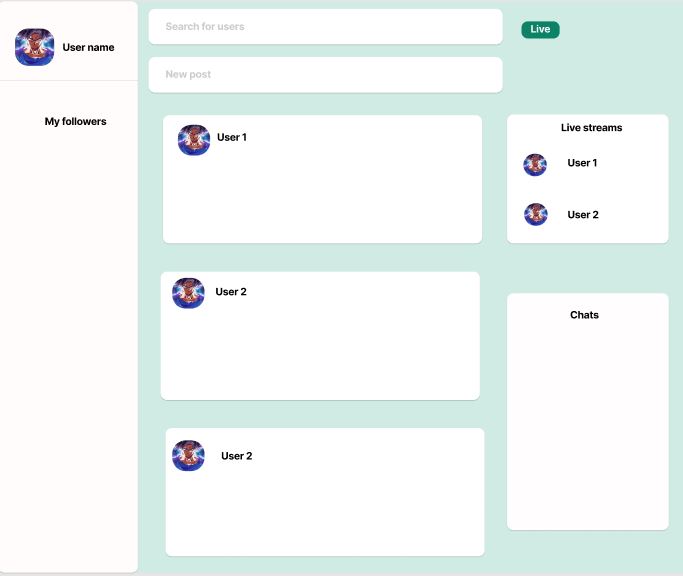 User name
My followers
Search for users
New post
User 1
User 2
User 2
Live
Live streams
User 1
User 2
Chats